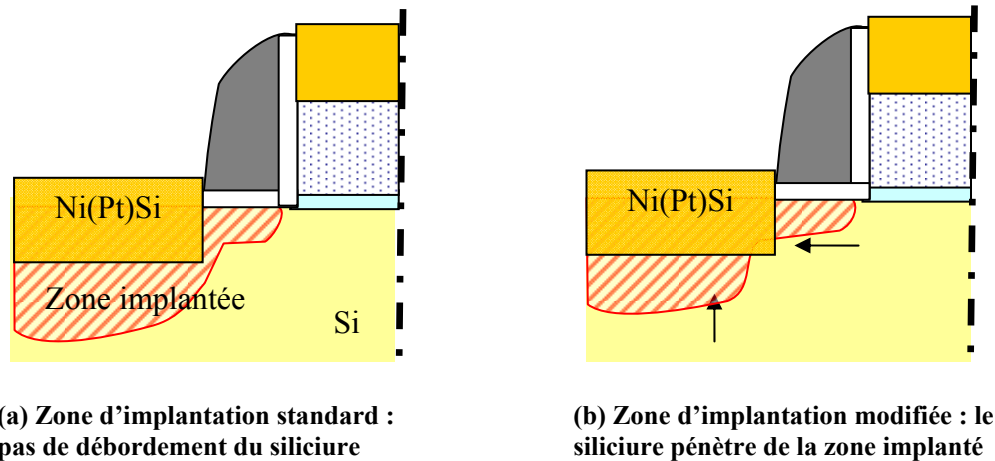 Ni(Pt)Si
Zone implantée
Si
Ni(Pt)Si
(a) Zone d’implantation standard :
pas de débordement du siliciure
(b) Zone d’implantation modifiée : le
siliciure pénètre de la zone implanté